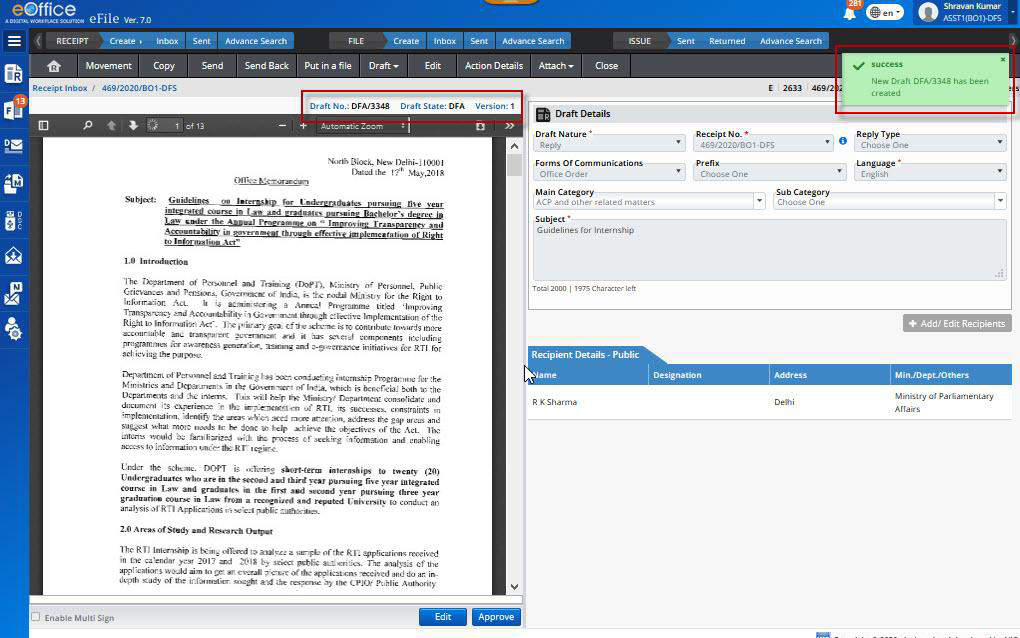 eOffice
A DIGITAL WORKPLACE SOLUTION
eFile Ver. 7.0
281
en
Shravan Kumar
ASST1(BO1)-DFS
RECEIPT Create Inbox Sent Advance Search
FILE Create Inbox Sent Advance Search
ISSUE Sent Returned Advance Search
Movement Copy Send Send Back Put in a file Draft Edit Action Details Attach Close
success
New Draft DFA/3348 has been
created
Receipt Inbox / 469/2020/BO1-DFS
E 2633 469/202
13
Draft No.: DFA/3348 Draft State: DFA Version: 1
1 of 13
Automatic Zoom
North Block, New Delhi-110001
Dated the 17th May,2018
Office Memorandum
Subject: Guidelines on Internship for Undergraduates pursuing five year
integrated course in Law and graduates pursuing Bachelor's degree in
Law under the Annual Programme on " Improving Transparency and
Accountability in government through effective implementation of Right
to Information Act"
1.0 Introduction
The Department of Personnel and Training (DoPT), Ministry of Personnel, Public
Grievances and Pensions, Government of India, is the nodal Ministry for the Right to
Information Act. It is administering a Annual Programme titled 'Improving
Transparency and Accountability in Government through effective Implementation of the
Right to Information Act'. The primary goal of the scheme is to contribute towards more
accountable and transparent government and it has several components including
programmes for awareness generation, training and e-governance initiatives for RTI for
achieving the purpose.
Department of Personnel and Training has been conducting internship Programme for the
Ministries and Departments in the Government of India, which is beneficial both to the
Departments and the interns. This will help the Ministry/ Department consolidate and
document its experience in the implementation of RTI, its successes, constraints in
implementation, identify the areas which need more attention, address the gap areas and
suggest what more needs to be done to help achieve the objectives of the Act. The
interns would be familiarized with the process of seeking information and enabling
access to information under the RTI regime.
Under the scheme, DOPT is offering short-term internships to twenty (20)
Undergraduates who are in the second and third year pursuing five year integrated
course in Law and graduates in the first and second year pursuing three year
graduation course in Law from a recognized and reputed University to conduct an
analysis of RTI Applications in select public authorities.
2.0 Areas of Study and Research Output
The RTI Internship is being offered to analyze a sample of the RTI applications received
in the calendar year 2017 and 2018 by select public authorities. The analysis of the
applications would aim to get an overall picture of the applications received and do an in-
depth study of the information sought and the response by the CPIO/ Public Authority
Enable Multi Sign
Edit Approve
Draft Details
Draft Nature *
Reply
Receipt No. *
469/2020/BO1-DFS
Reply Type
Choose One
Forms Of Communications
Office Order
Prefix
Choose One
Language *
English
Main Category
ACP and other related matters
Sub Category
Choose One
Subject *
Guidelines for Internship
Total 2000 | 1975 Character left
Add/ Edit Recipients
Recipient Details - Public
Name Designation Address Min./Dept./Others
R K Sharma Delhi Ministry of Parliamentary
Affairs